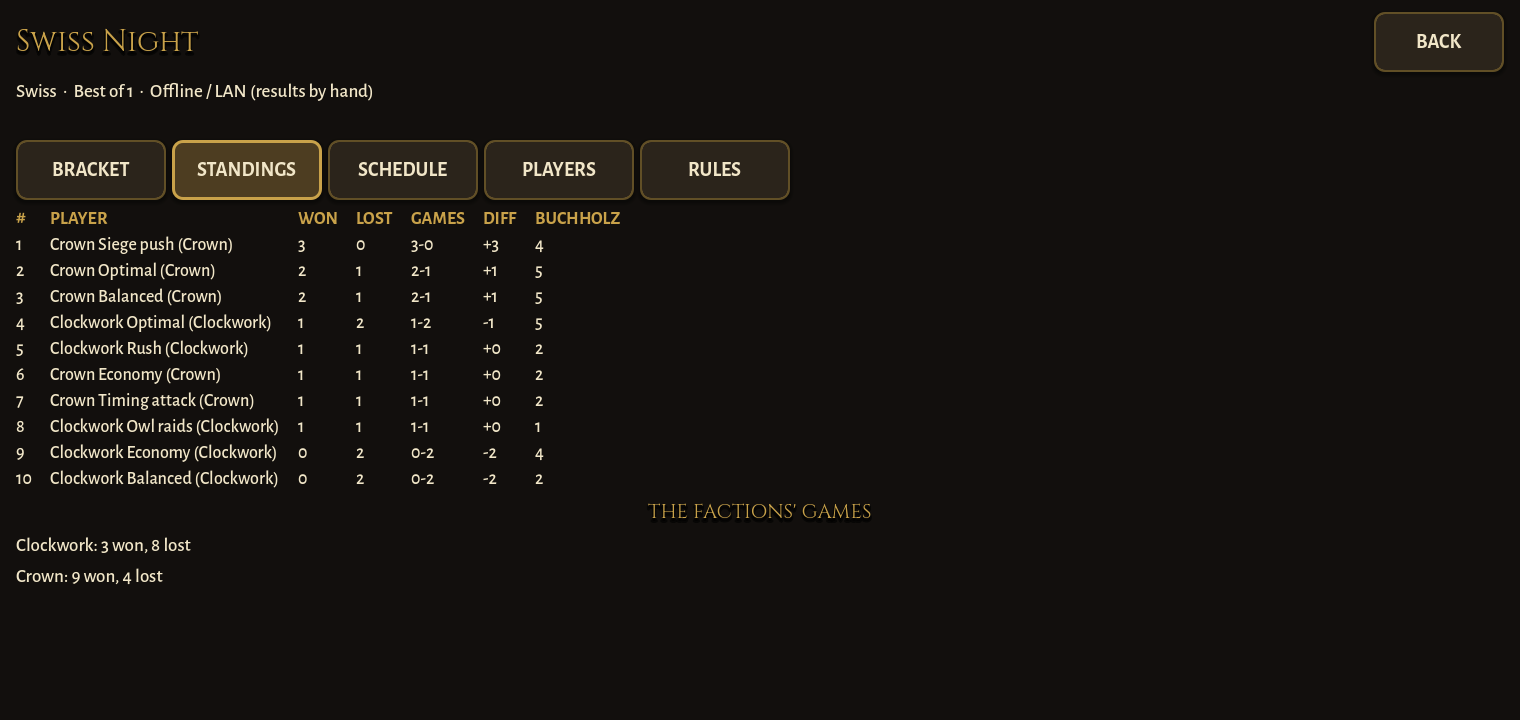 Swiss Night
BACK
Swiss · Best of 1 · Offline / LAN (results by hand)
BRACKET STANDINGS SCHEDULE PLAYERS RULES
# PLAYER WON LOST GAMES DIFF BUCHHOLZ
1 Crown Siege push (Crown) 3 0 3-0 +3 4
2 Crown Optimal (Crown) 2 1 2-1 +1 5
3 Crown Balanced (Crown) 2 1 2-1 +1 5
4 Clockwork Optimal (Clockwork) 1 2 1-2 -1 5
5 Clockwork Rush (Clockwork) 1 1 1-1 +0 2
6 Crown Economy (Crown) 1 1 1-1 +0 2
7 Crown Timing attack (Crown) 1 1 1-1 +0 2
8 Clockwork Owl raids (Clockwork) 1 1 1-1 +0 1
9 Clockwork Economy (Clockwork) 0 2 0-2 -2 4
10 Clockwork Balanced (Clockwork) 0 2 0-2 -2 2
THE FACTIONS' GAMES
Clockwork: 3 won, 8 lost
Crown: 9 won, 4 lost